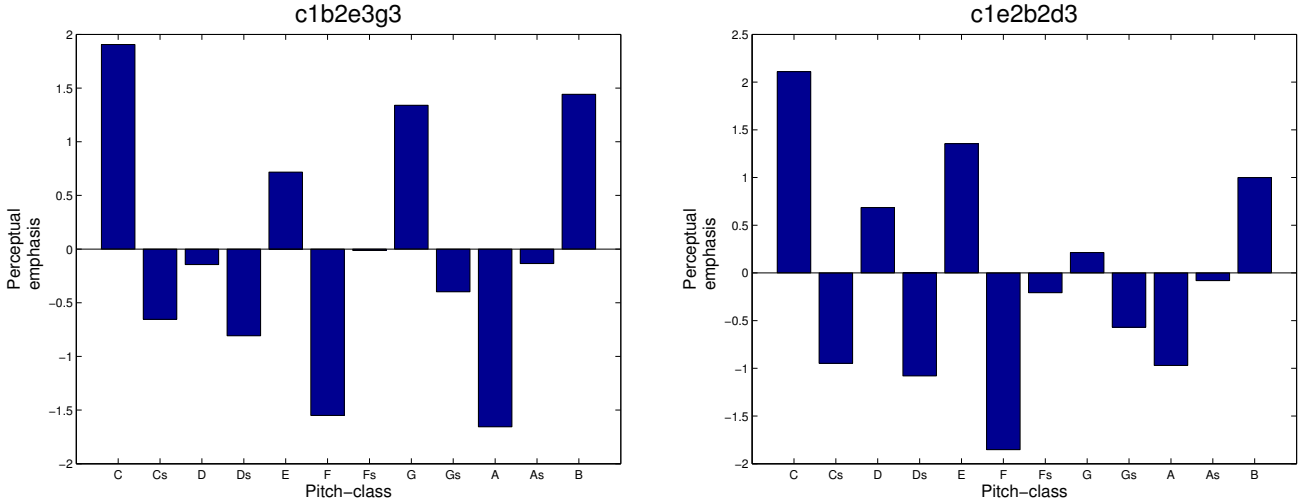 c1b2e3g3
2
1.5
1
0.5
0
−0.5
−1
−1.5
−2
Perceptual
emphasis
C Cs D Ds E F Fs G Gs A As B
Pitch−class
c1e2b2d3
2.5
2
1.5
1
0.5
0
−0.5
−1
−1.5
−2
Perceptual
emphasis
C Cs D Ds E F Fs G Gs A As B
Pitch−class